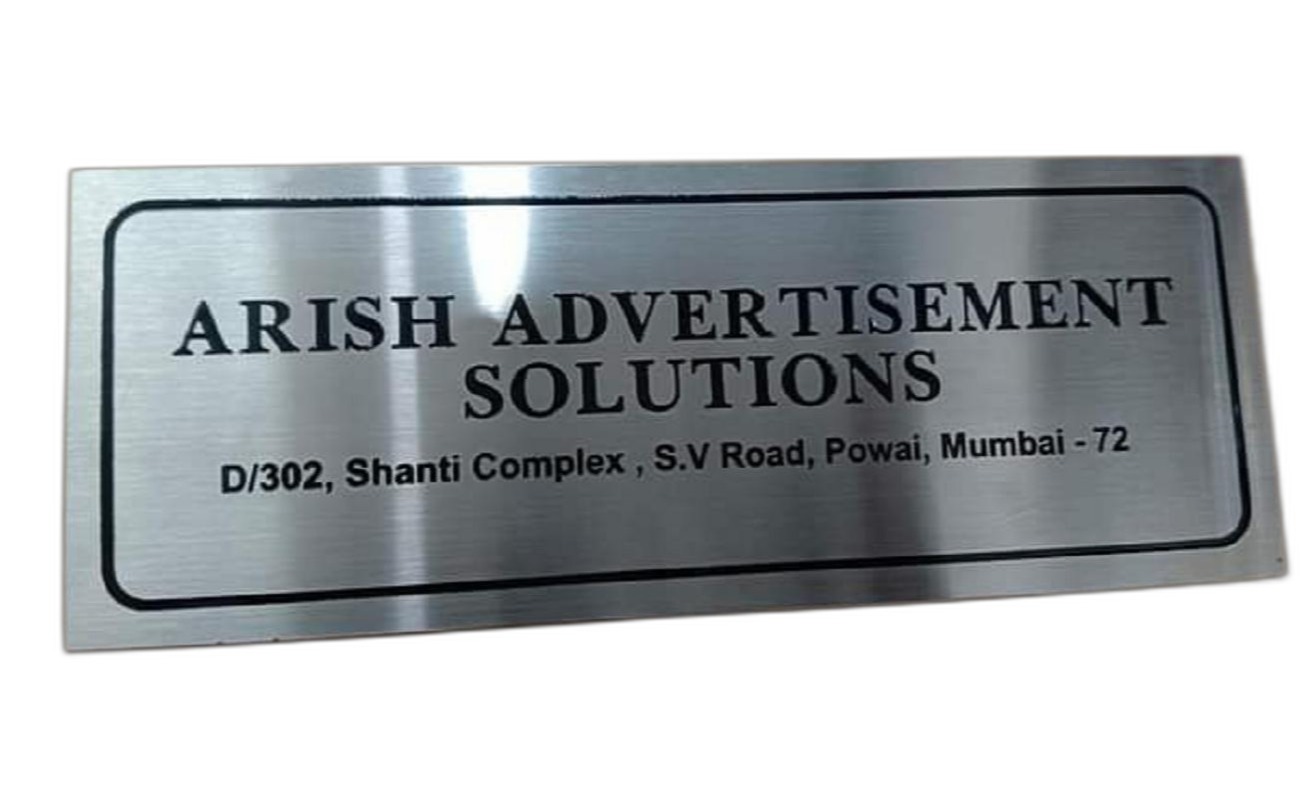 ARISH ADVERTISEMENT
SOLUTIONS
D/302, Shanti Complex , S.V Road, Powai, Mumbai - 72